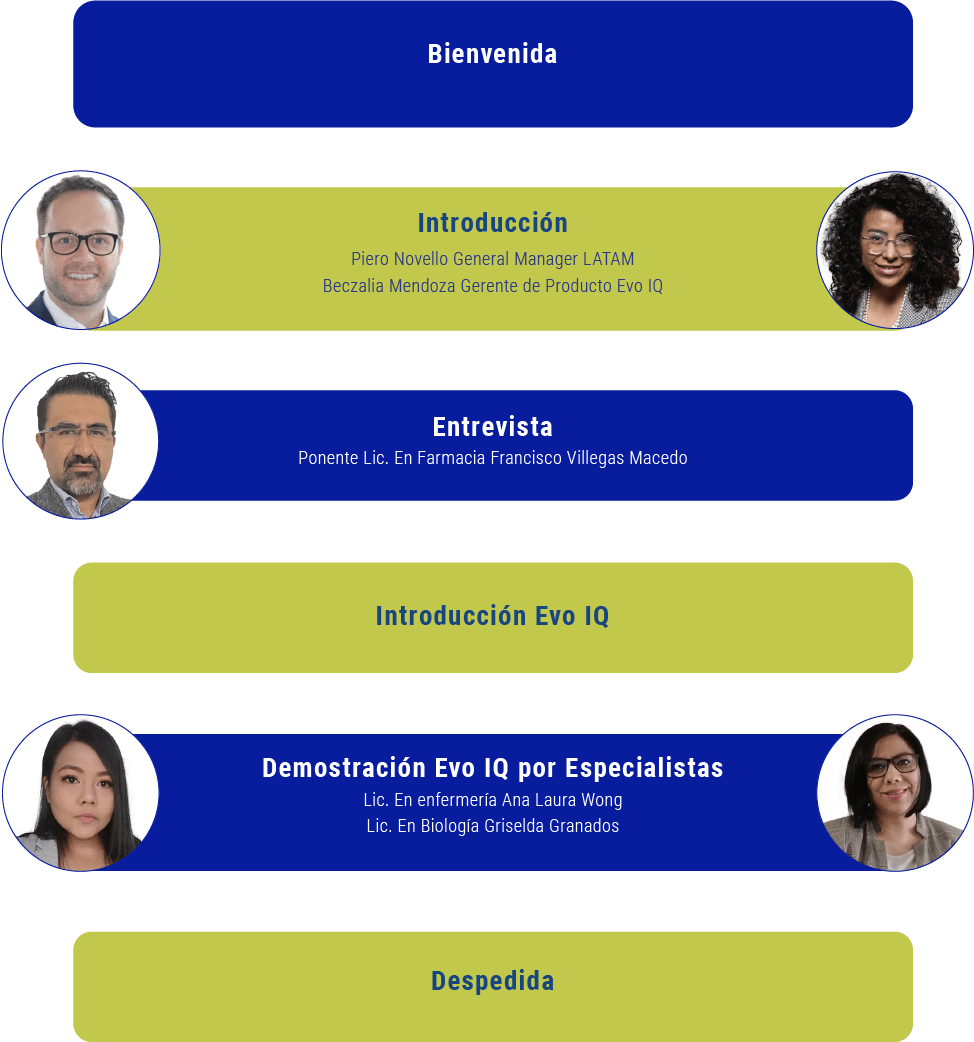 Bienvenida
Introducción
Piero Novello General Manager LATAM
Beczalia Mendoza Gerente de Producto Evo IQ
Entrevista
Ponente Lic. En Farmacia Francisco Villegas Macedo
Introducción Evo IQ
Demostración Evo IQ por Especialistas
Lic. En enfermería Ana Laura Wong
Lic. En Biología Griselda Granados
Despedida